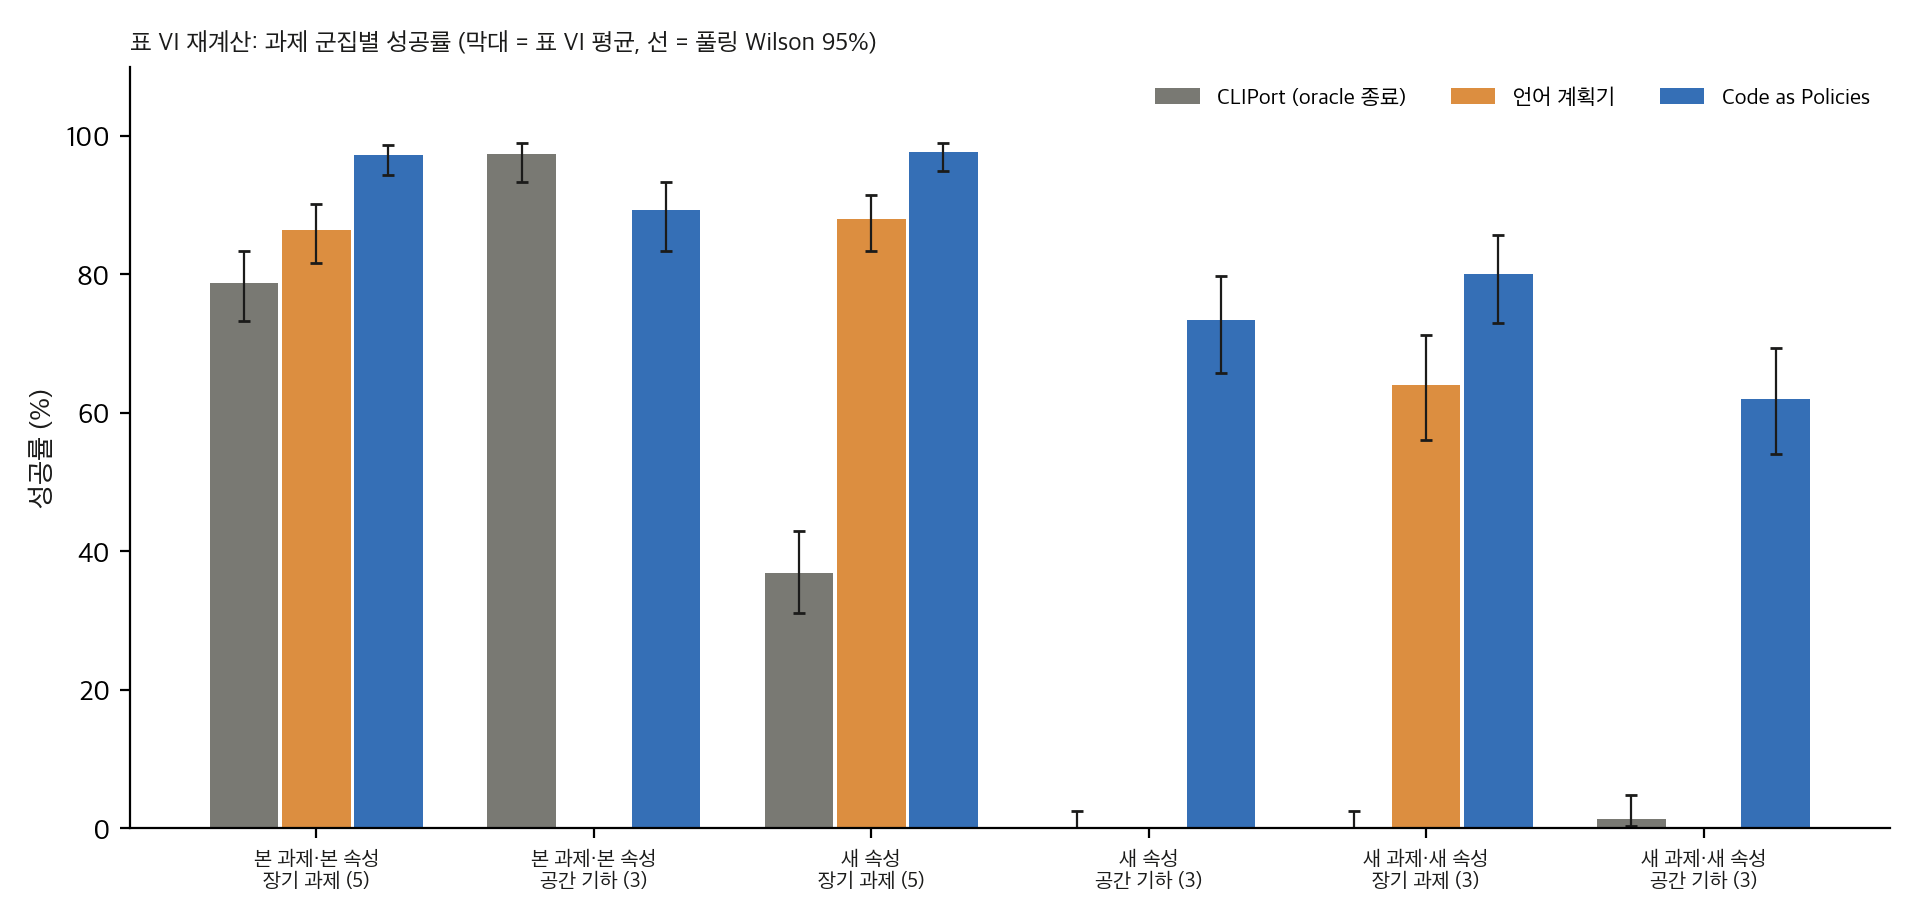 표 VI 재계산: 과제 군집별 성공률 (막대 = 표 VI 평균, 선 = 풀링 Wilson 95%)
CLIPort (oracle 종료)
언어 계획기
Code as Policies
성공률 (%)
100
80
60
40
20
0
본 과제·본 속성
장기 과제 (5)
본 과제·본 속성
공간 기하 (3)
새 속성
장기 과제 (5)
새 속성
공간 기하 (3)
새 과제·새 속성
장기 과제 (3)
새 과제·새 속성
공간 기하 (3)